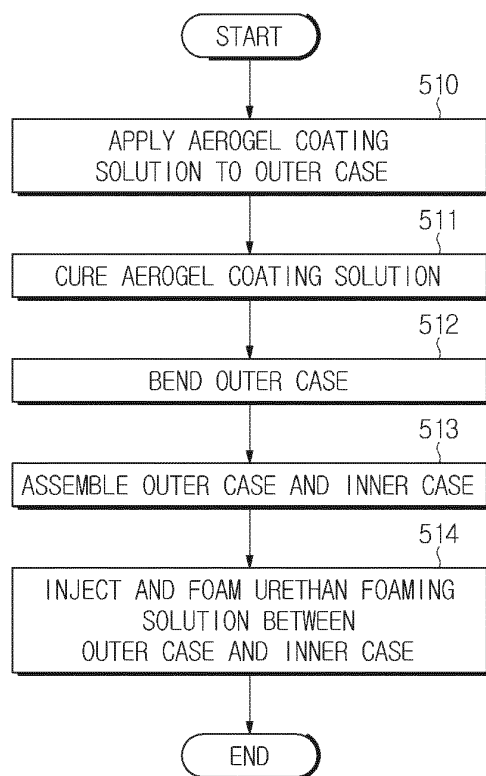 START
510
APPLY AEROGEL COATING
SOLUTION TO OUTER CASE
511
CURE AEROGEL COATING SOLUTION
512
BEND OUTER CASE
513
ASSEMBLE OUTER CASE AND INNER CASE
514
INJECT AND FOAM URETHAN FOAMING
SOLUTION BETWEEN
OUTER CASE AND INNER CASE
END